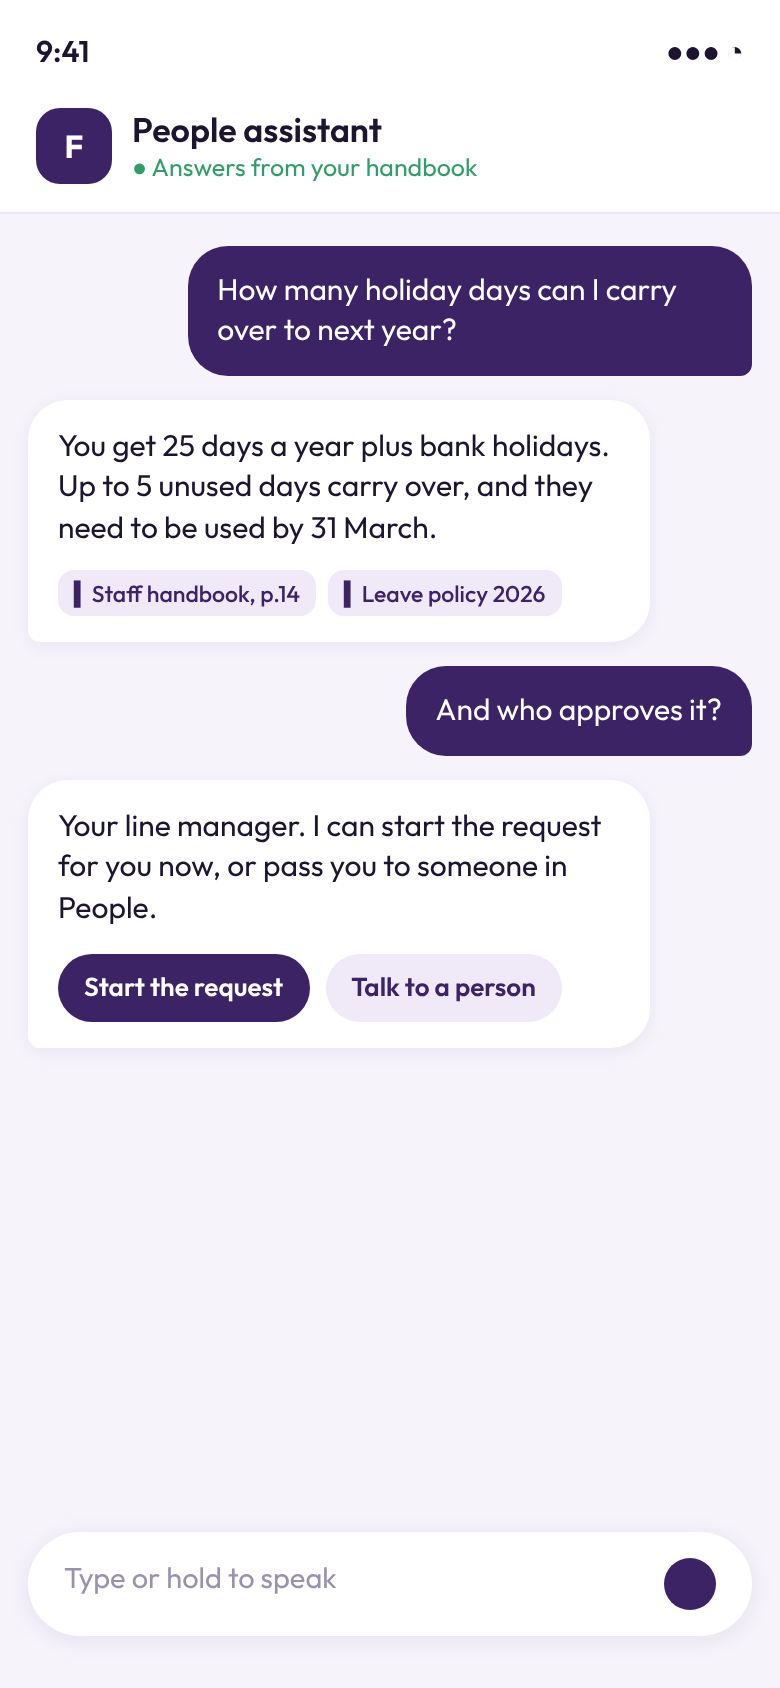 9:41
F
People assistant
Answers from your handbook
How many holiday days can I carry
over to next year?
You get 25 days a year plus bank holidays.
Up to 5 unused days carry over, and they
need to be used by 31 March.
Staff handbook, p.14
Leave policy 2026
And who approves it?
Your line manager. I can start the request
for you now, or pass you to someone in
People.
Start the request
Talk to a person
Type or hold to speak